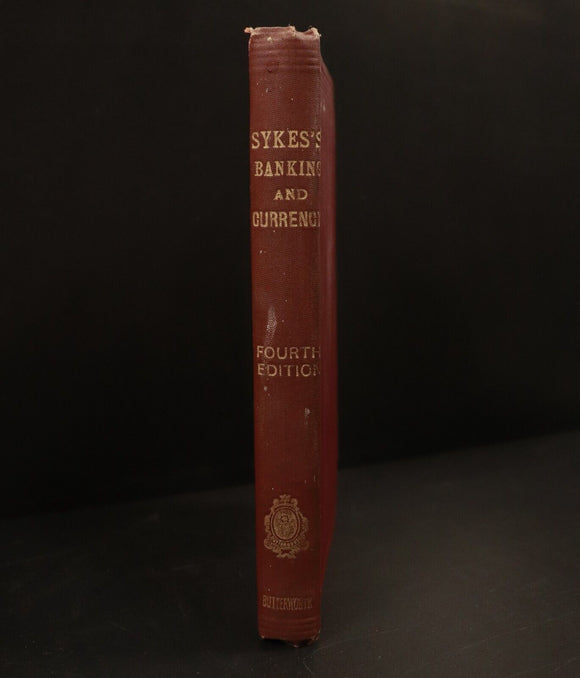 SYKES'S
BANKING
AND
CURRENCY
FOURTH
EDITION
BUTTERWORTH